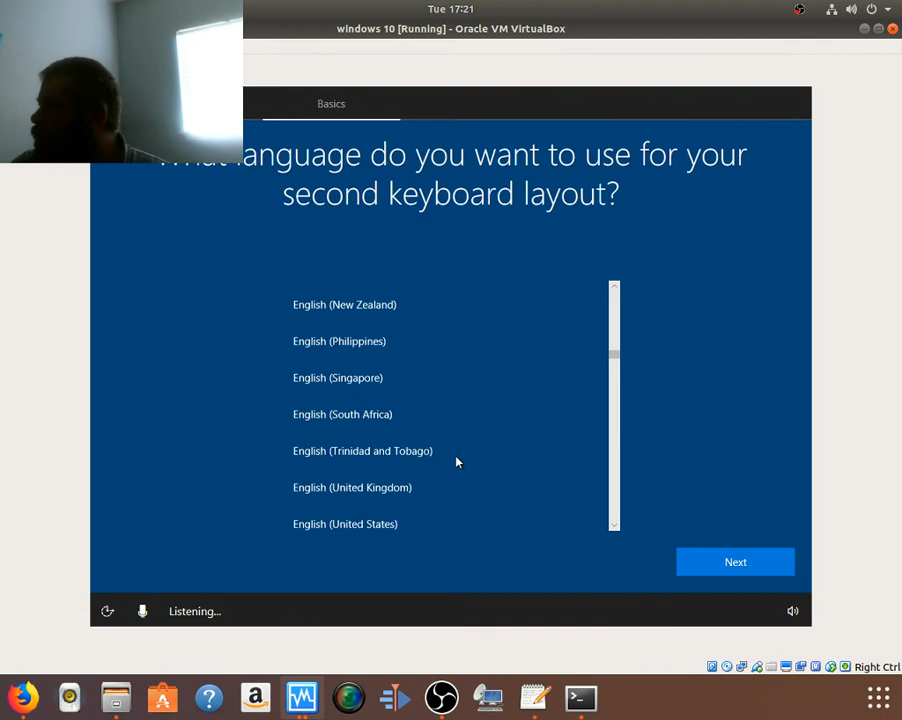 Tue 17:21
windows 10 [Running] - Oracle VM VirtualBox
Basics
language do you want to use for your
second keyboard layout?
English (New Zealand)
English (Philippines)
English (Singapore)
English (South Africa)
English (Trinidad and Tobago)
English (United Kingdom)
English (United States)
Next
Listening...
Right Ctrl